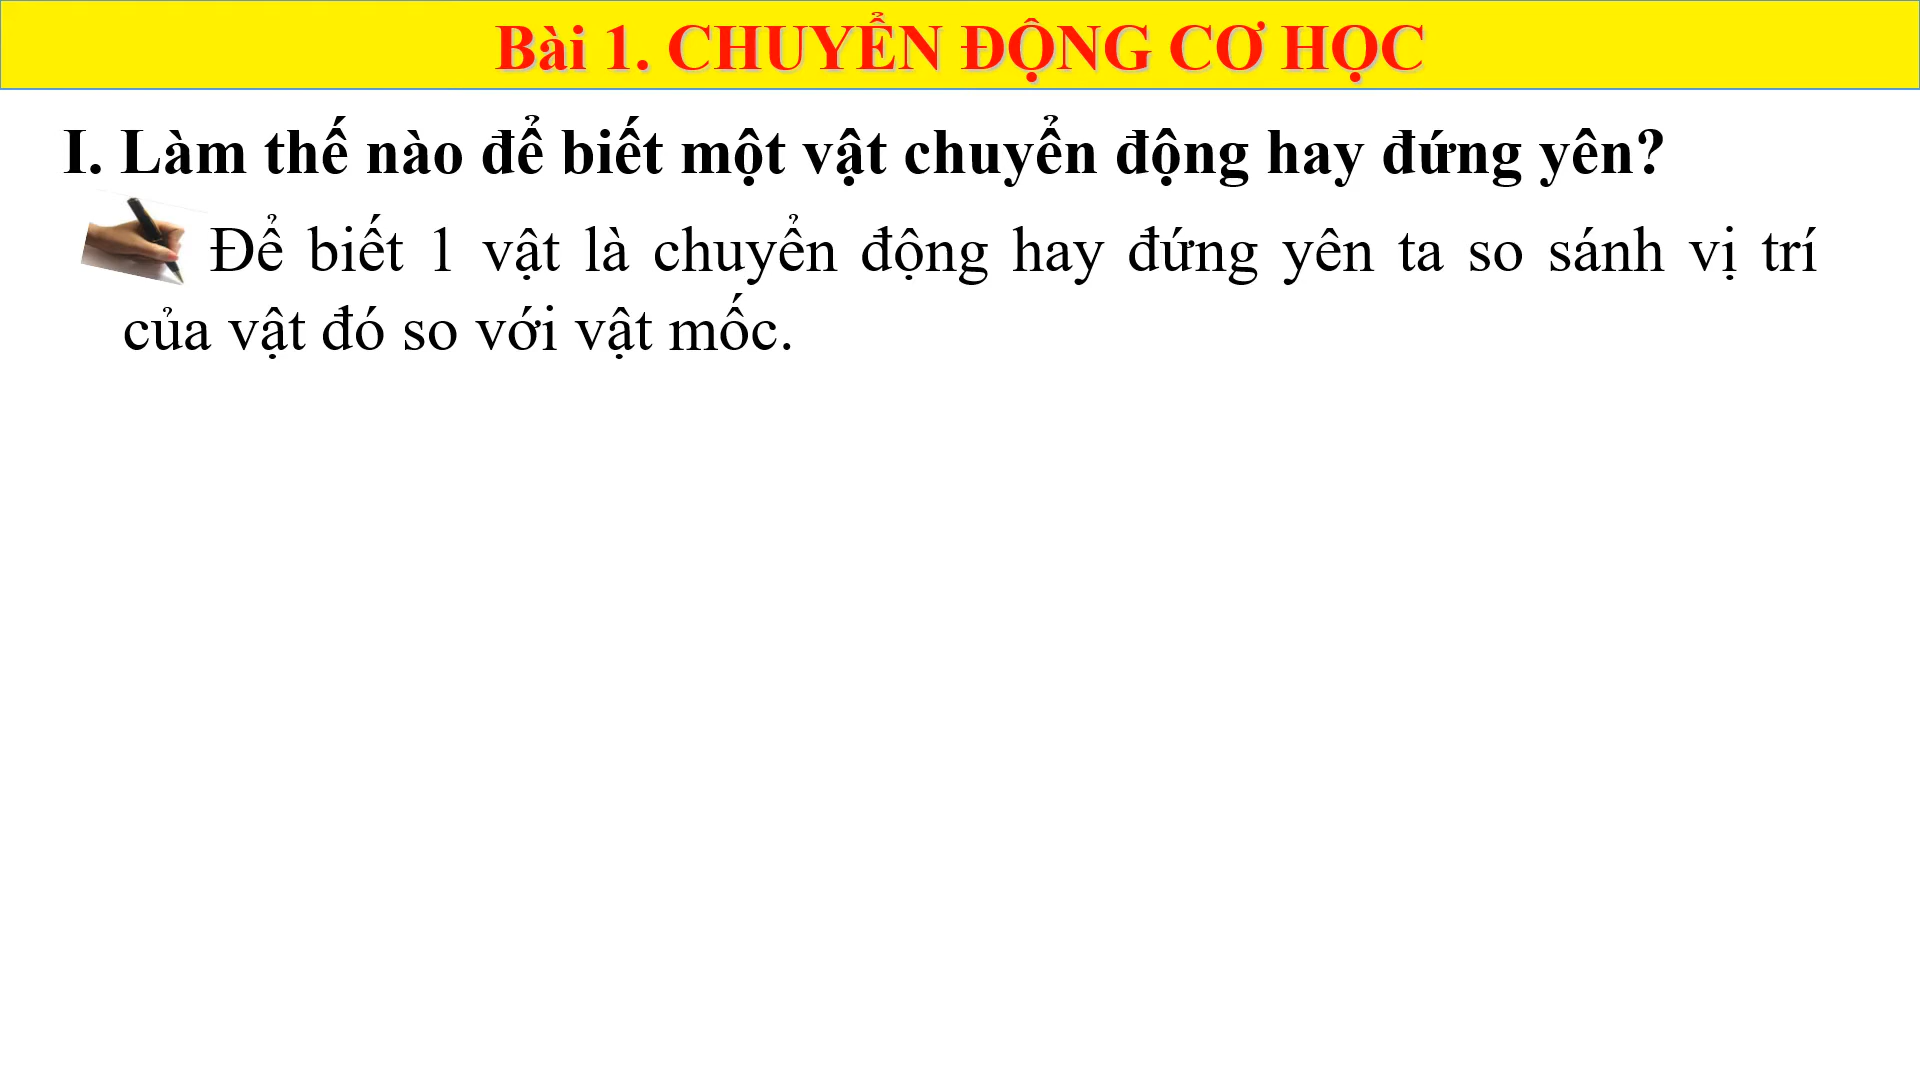 Bài 1. CHUYỂN ĐỘNG CƠ HỌC
I. Làm thế nào để biết một vật chuyển động hay đứng yên?
Để biết 1 vật là chuyển động hay đứng yên ta so sánh vị trí
của vật đó so với vật mốc.